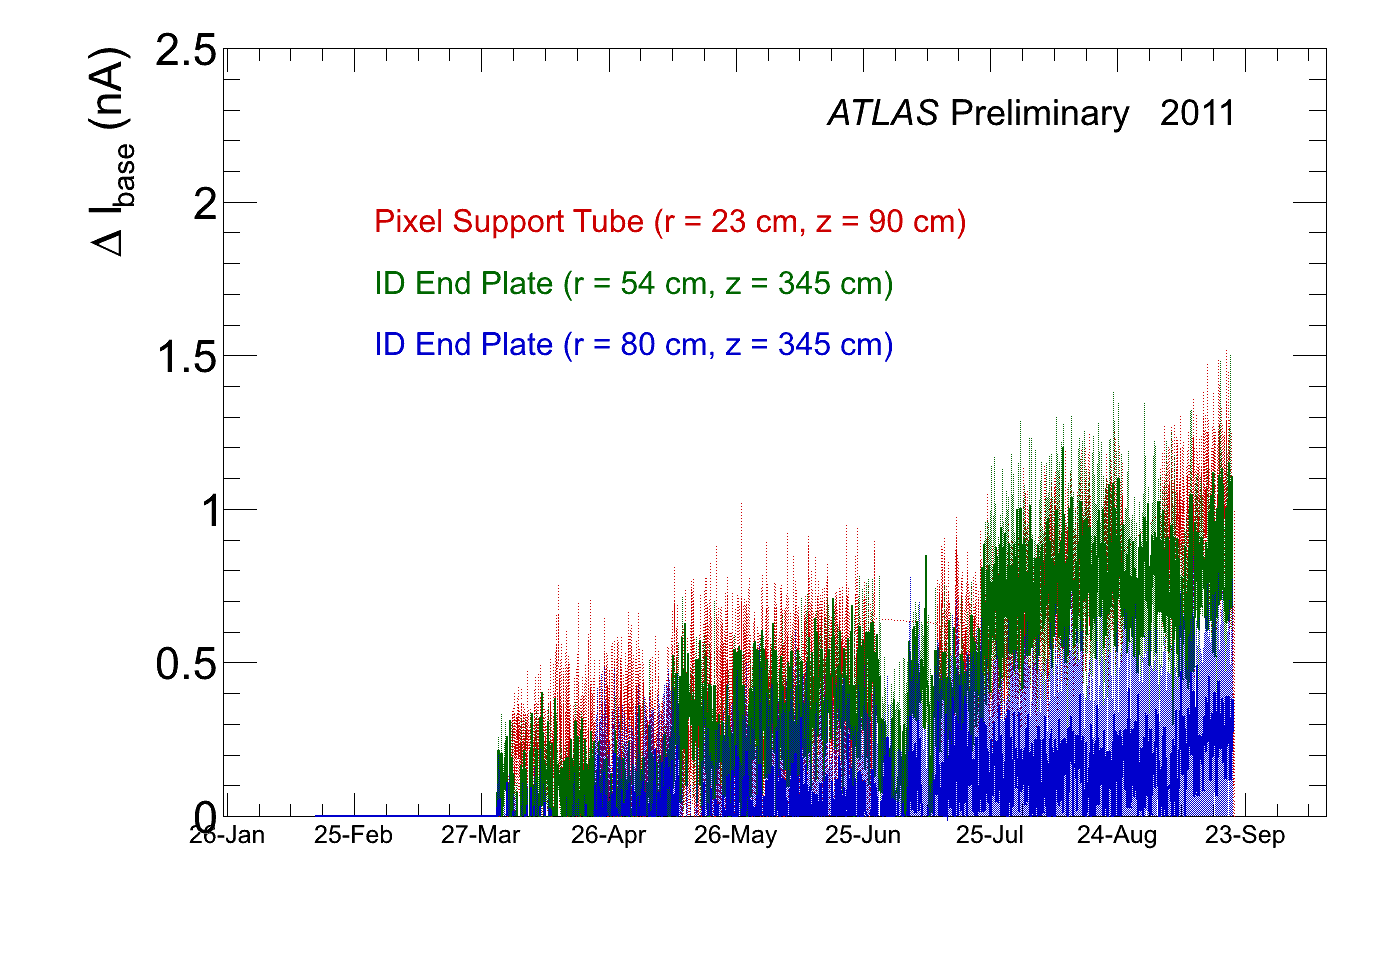 2.5
2
1.5
1
0.5
0
Δ I_base (nA)
ATLAS Preliminary 2011
Pixel Support Tube (r = 23 cm, z = 90 cm)
ID End Plate (r = 54 cm, z = 345 cm)
ID End Plate (r = 80 cm, z = 345 cm)
26-Jan 25-Feb 27-Mar 26-Apr 26-May 25-Jun 25-Jul 24-Aug 23-Sep